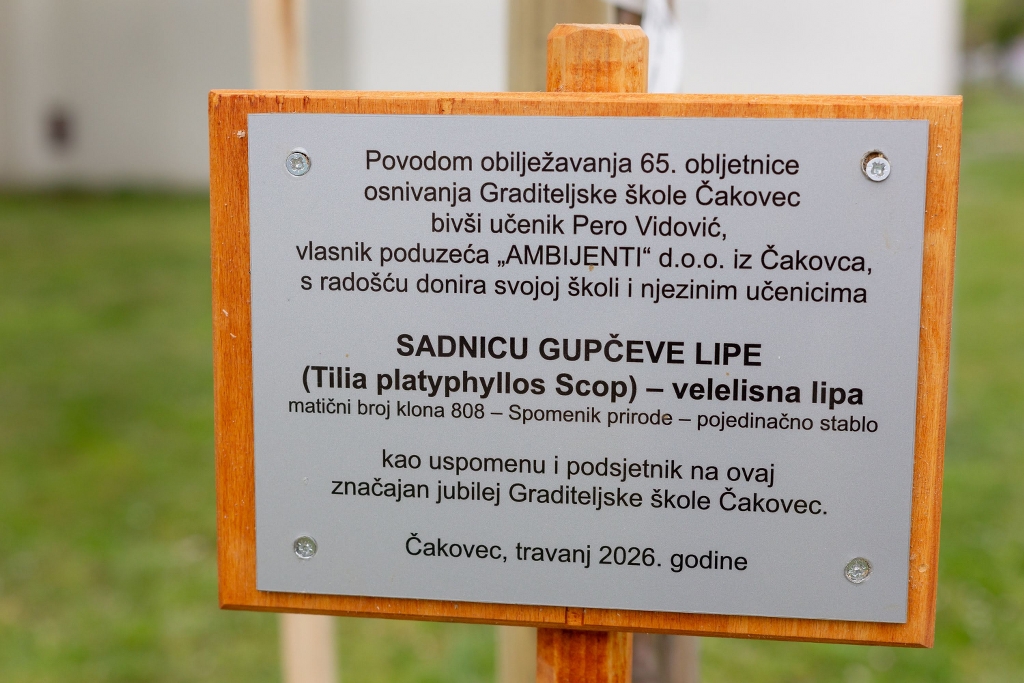 Povodom obilježavanja 65. obljetnice
osnivanja Graditeljske škole Čakovec
bivši učenik Pero Vidović,
vlasnik poduzeća „AMBIJENTI“ d.o.o. iz Čakovca,
s radošću donira svojoj školi i njezinim učenicima
SADNICU GUPČEVE LIPE
(Tilia platyphyllos Scop) – velelisna lipa
matični broj klona 808 – Spomenik prirode – pojedinačno stablo
kao uspomenu i podsjetnik na ovaj
značajan jubilej Graditeljske škole Čakovec.
Čakovec, travanj 2026. godine